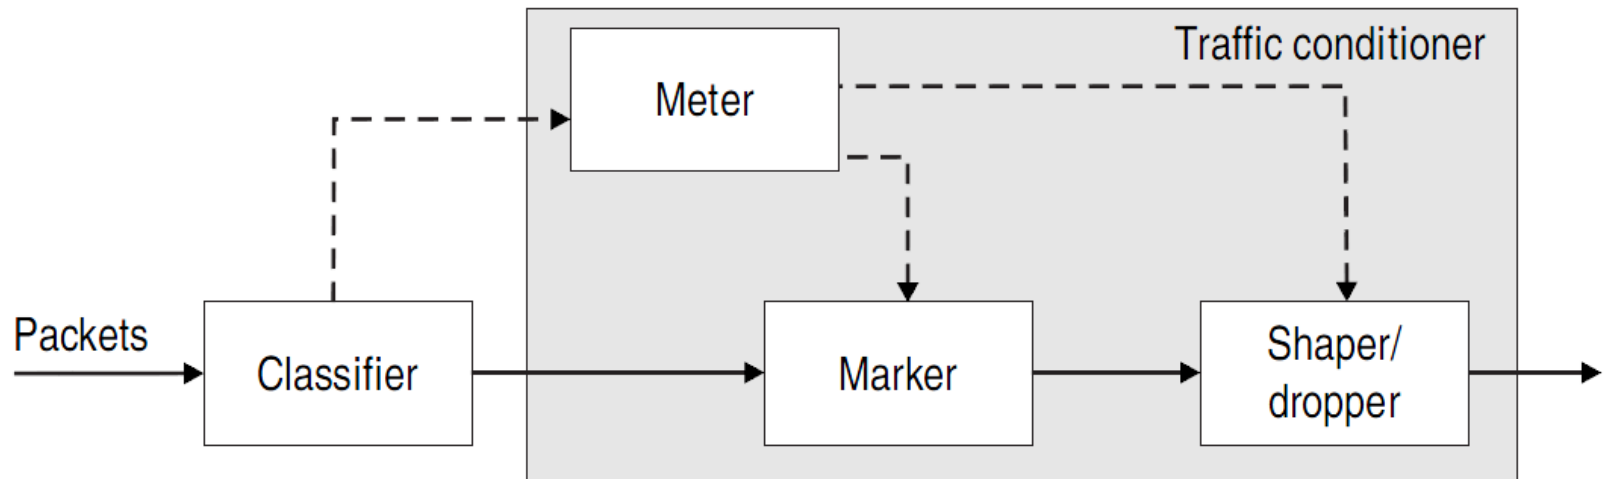 Traffic conditioner
Meter
Packets
Classifier
Marker
Shaper/
dropper